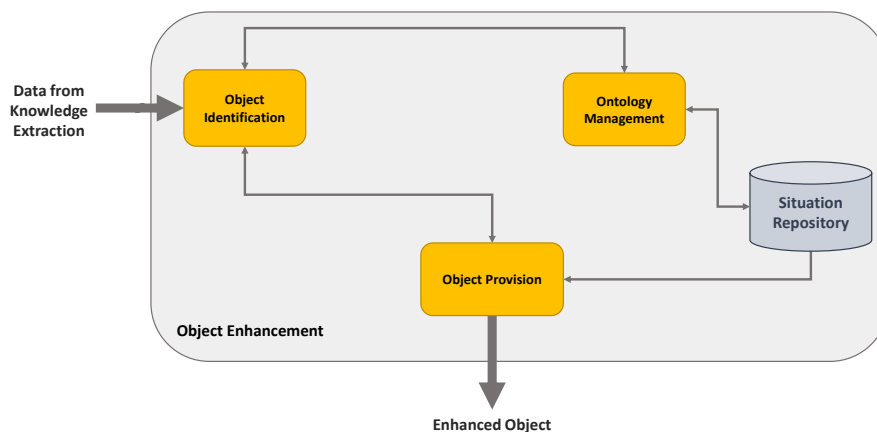 Data from
Knowledge
Extraction
Object
Identification
Ontology
Management
Situation
Repository
Object Provision
Object Enhancement
Enhanced Object